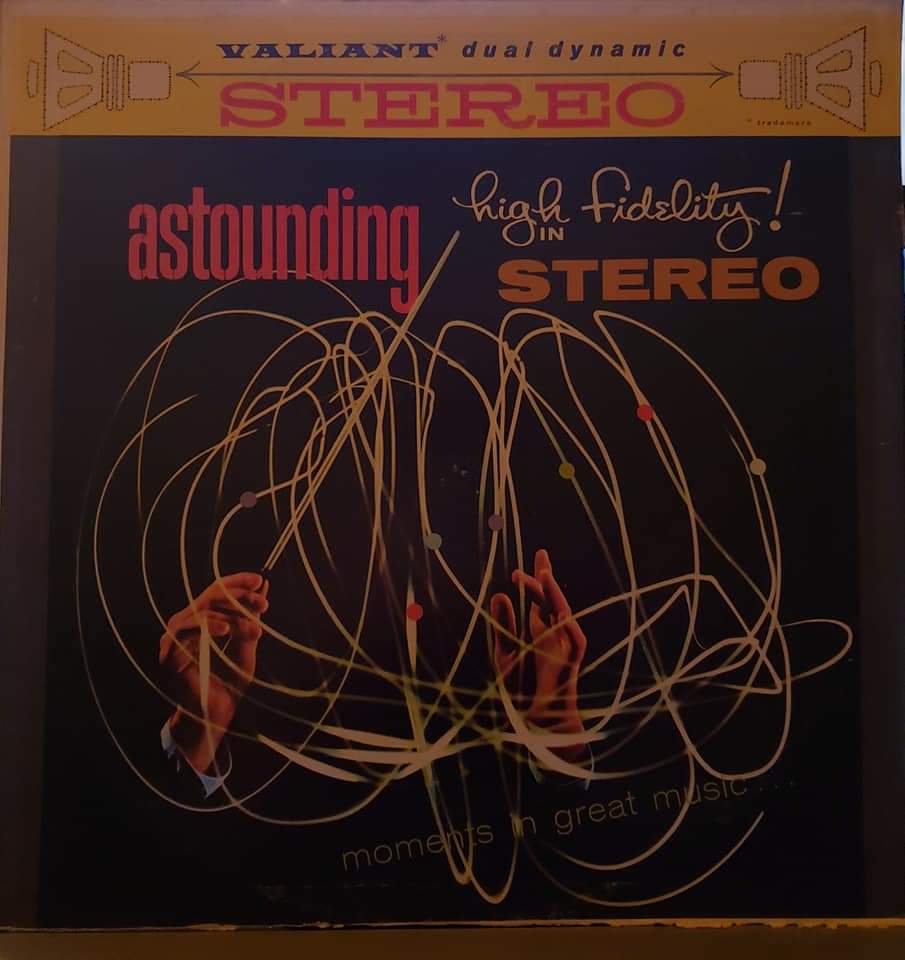 VALIANT* dual dynamic
STEREO
* trademark
astounding high fidelity!
IN
STEREO
moments in great music...